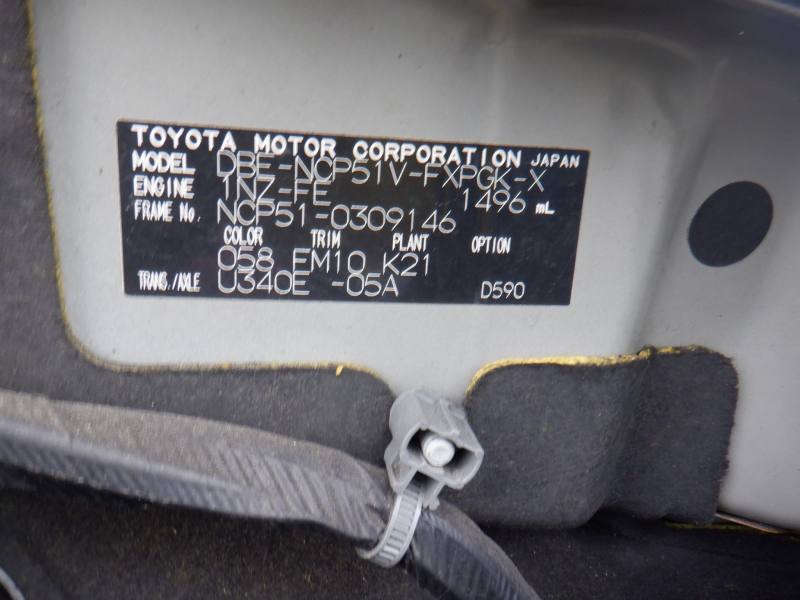 TOYOTA MOTOR CORPORATION JAPAN
MODEL DBE-NCP51V-FXPGK-X
ENGINE 1NZ-FE 1496 mL
FRAME No. NCP51-0309146
COLOR TRIM PLANT OPTION
058 EM10 K21
TRANS./AXLE U340E -05A D590